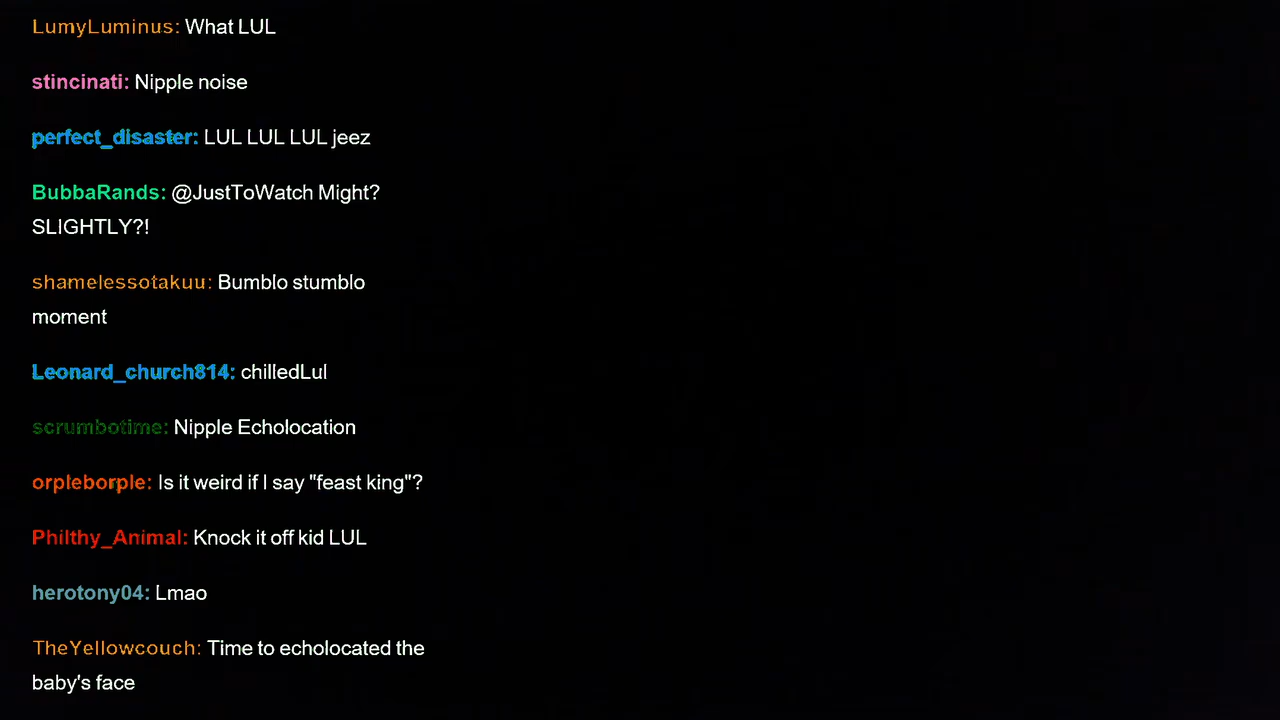 LumyLuminus: What LUL
stincinati: Nipple noise
perfect_disaster: LUL LUL LUL jeez
BubbaRands: @JustToWatch Might?
SLIGHTLY?!
shamelessotakuu: Bumblo stumblo
moment
Leonard_church814: chilledLul
scrumbotime: Nipple Echolocation
orpleborple: Is it weird if I say "feast king"?
Philthy_Animal: Knock it off kid LUL
herotony04: Lmao
TheYellowcouch: Time to echolocated the
baby's face